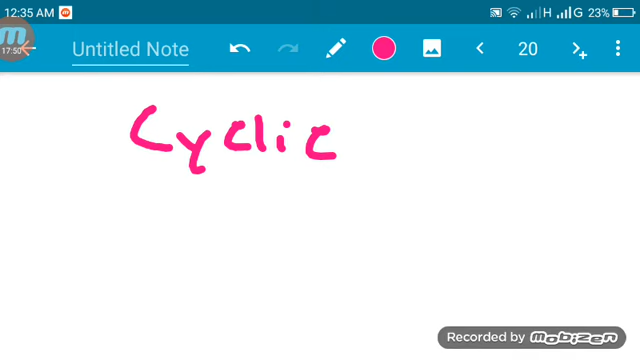 12:35 AM H G 23%
17:50 Untitled Note 20
Cyclic
Recorded by mobizen